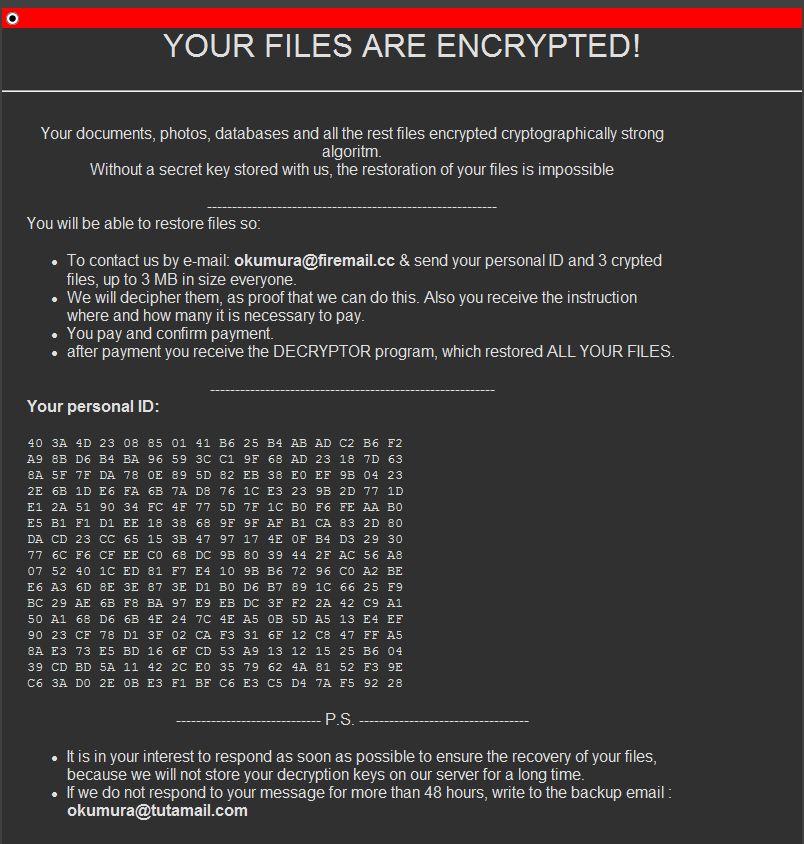 YOUR FILES ARE ENCRYPTED!
Your documents, photos, databases and all the rest files encrypted cryptographically strong
algoritm.
Without a secret key stored with us, the restoration of your files is impossible
----------------------------------------------------------
You will be able to restore files so:
• To contact us by e-mail: okumura@firemail.cc & send your personal ID and 3 crypted
files, up to 3 MB in size everyone.
• We will decipher them, as proof that we can do this. Also you receive the instruction
where and how many it is necessary to pay.
• You pay and confirm payment.
• after payment you receive the DECRYPTOR program, which restored ALL YOUR FILES.
---------------------------------------------------------
Your personal ID:
40 3A 4D 23 08 85 01 41 B6 25 B4 AB AD C2 B6 F2
A9 8B D6 B4 BA 96 59 3C C1 9F 68 AD 23 18 7D 63
8A 5F 7F DA 78 0E 89 5D 82 EB 38 E0 EF 9B 04 23
2E 6B 1D E6 FA 6B 7A D8 76 1C E3 23 9B 2D 77 1D
E1 2A 51 90 34 FC 4F 77 5D 7F 1C B0 F6 FE AA B0
E5 B1 F1 D1 EE 18 38 68 9F 9F AF B1 CA 83 2D 80
DA CD 23 CC 65 15 3B 47 97 17 4E 0F B4 D3 29 30
77 6C F6 CF EE C0 68 DC 9B 80 39 44 2F AC 56 A8
07 52 40 1C ED 81 F7 E4 10 9B B6 72 96 C0 A2 BE
E6 A3 6D 8E 3E 87 3E D1 B0 D6 B7 89 1C 66 25 F9
BC 29 AE 6B F8 BA 97 E9 EB DC 3F F2 2A 42 C9 A1
50 A1 68 D6 6B 4E 24 7C 4E A5 0B 5D A5 13 E4 EF
90 23 CF 78 D1 3F 02 CA F3 31 6F 12 C8 47 FF A5
8A E3 73 E5 BD 16 6F CD 53 A9 13 12 15 25 B6 04
39 CD BD 5A 11 42 2C E0 35 79 62 4A 81 52 F3 9E
C6 3A D0 2E 0B E3 F1 BF C6 E3 C5 D4 7A F5 92 28
----------------------------- P.S. ----------------------------------
• It is in your interest to respond as soon as possible to ensure the recovery of your files,
because we will not store your decryption keys on our server for a long time.
• If we do not respond to your message for more than 48 hours, write to the backup email :
okumura@tutamail.com